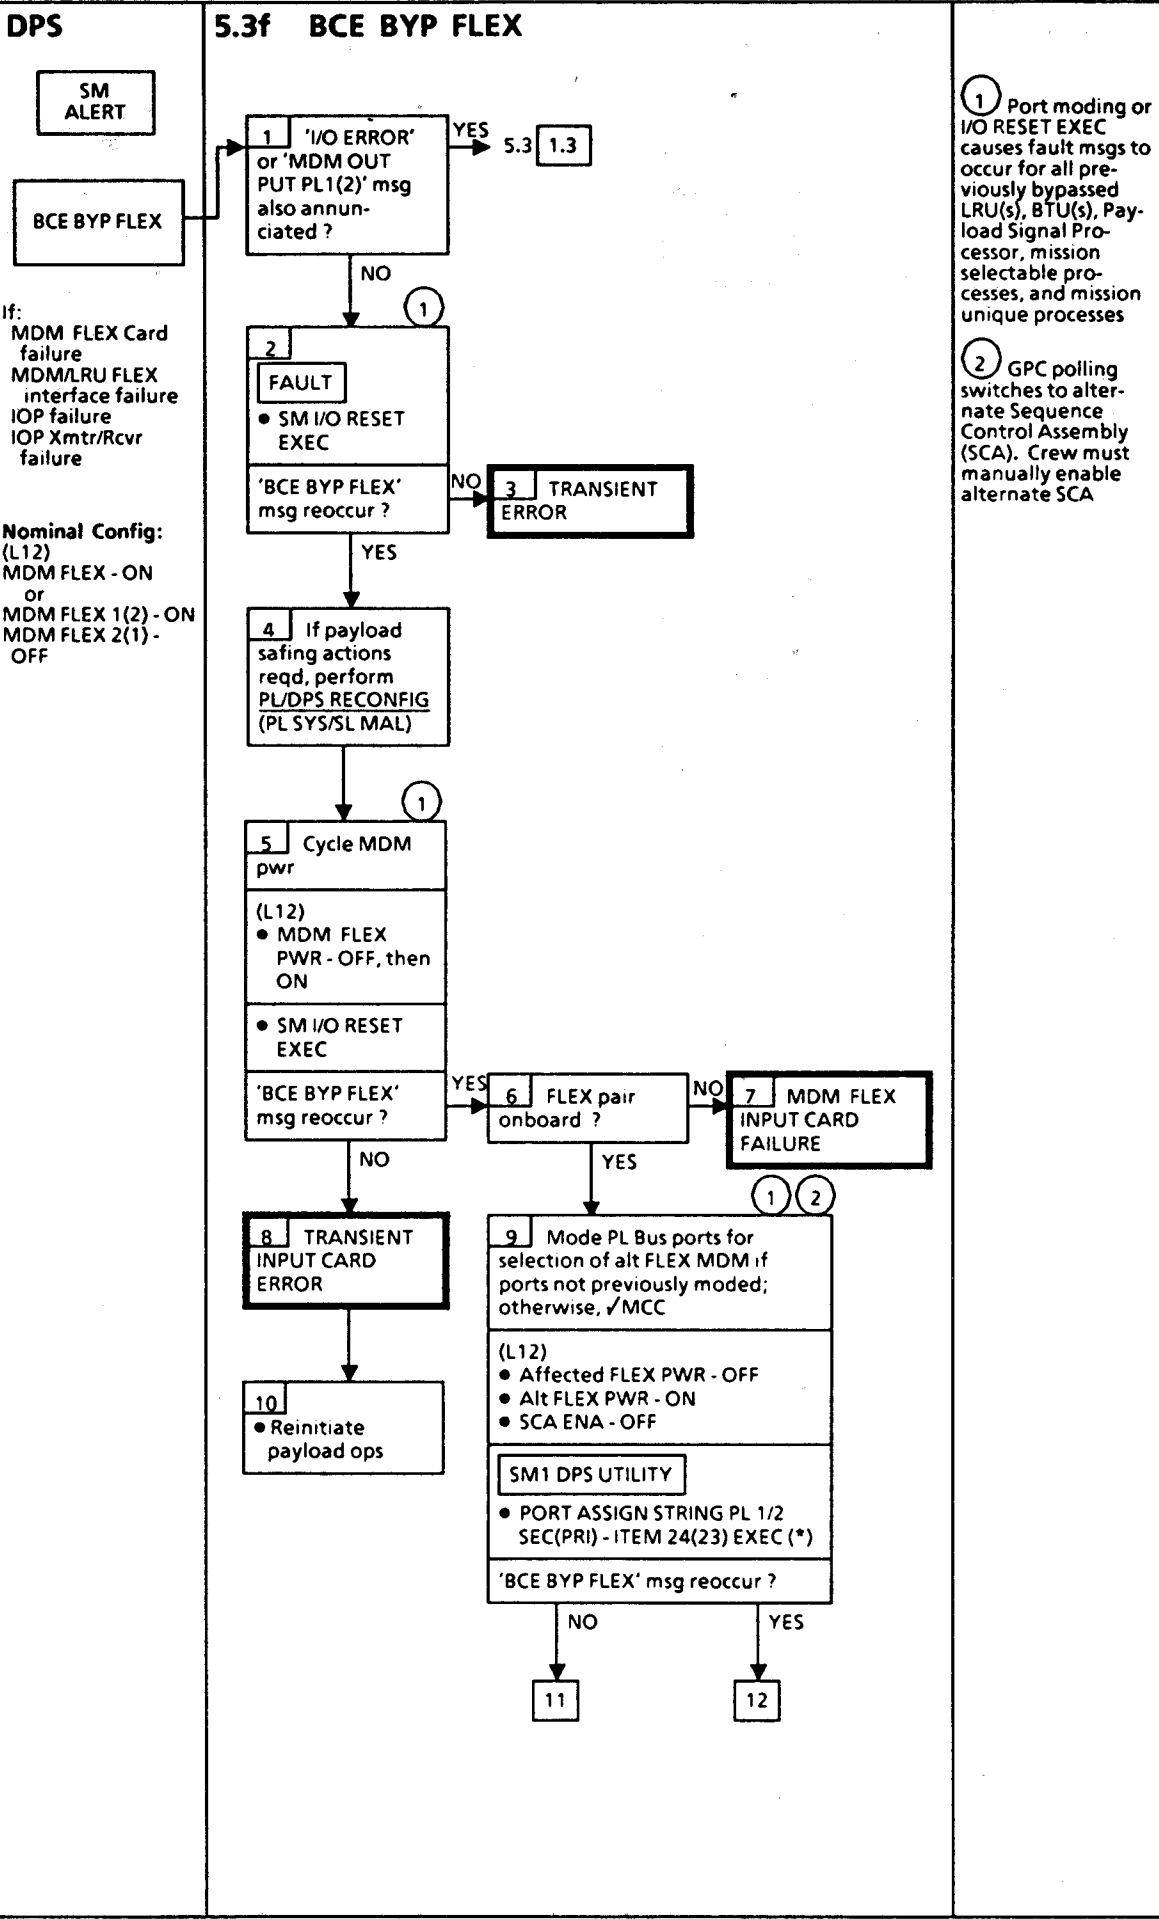 DPS
5.3f BCE BYP FLEX
SM
ALERT
BCE BYP FLEX
If:
MDM FLEX Card
failure
MDM/LRU FLEX
interface failure
IOP failure
IOP Xmtr/Rcvr
failure
Nominal Config:
(L12)
MDM FLEX - ON
or
MDM FLEX 1(2) - ON
MDM FLEX 2(1) -
OFF
1 'I/O ERROR'
or 'MDM OUT
PUT PL1(2)' msg
also annun-
ciated ?
YES
5.3 1.3
NO
1
2
FAULT
• SM I/O RESET
EXEC
'BCE BYP FLEX'
msg reoccur ?
NO
3 TRANSIENT
ERROR
YES
4 If payload
safing actions
reqd, perform
PL/DPS RECONFIG
(PL SYS/SL MAL)
1
5 Cycle MDM
pwr
(L12)
• MDM FLEX
PWR - OFF, then
ON
• SM I/O RESET
EXEC
'BCE BYP FLEX'
msg reoccur ?
YES
6 FLEX pair
onboard ?
NO
7 MDM FLEX
INPUT CARD
FAILURE
NO
YES
8 TRANSIENT
INPUT CARD
ERROR
10
• Reinitiate
payload ops
1 2
9 Mode PL Bus ports for
selection of alt FLEX MDM if
ports not previously moded;
otherwise, ✓MCC
(L12)
• Affected FLEX PWR - OFF
• Alt FLEX PWR - ON
• SCA ENA - OFF
SM1 DPS UTILITY
• PORT ASSIGN STRING PL 1/2
SEC(PRI) - ITEM 24(23) EXEC (*)
'BCE BYP FLEX' msg reoccur ?
NO
YES
11
12
1 Port moding or
I/O RESET EXEC
causes fault msgs to
occur for all pre-
viously bypassed
LRU(s), BTU(s), Pay-
load Signal Pro-
cessor, mission
selectable pro-
cesses, and mission
unique processes
2 GPC polling
switches to alter-
nate Sequence
Control Assembly
(SCA). Crew must
manually enable
alternate SCA